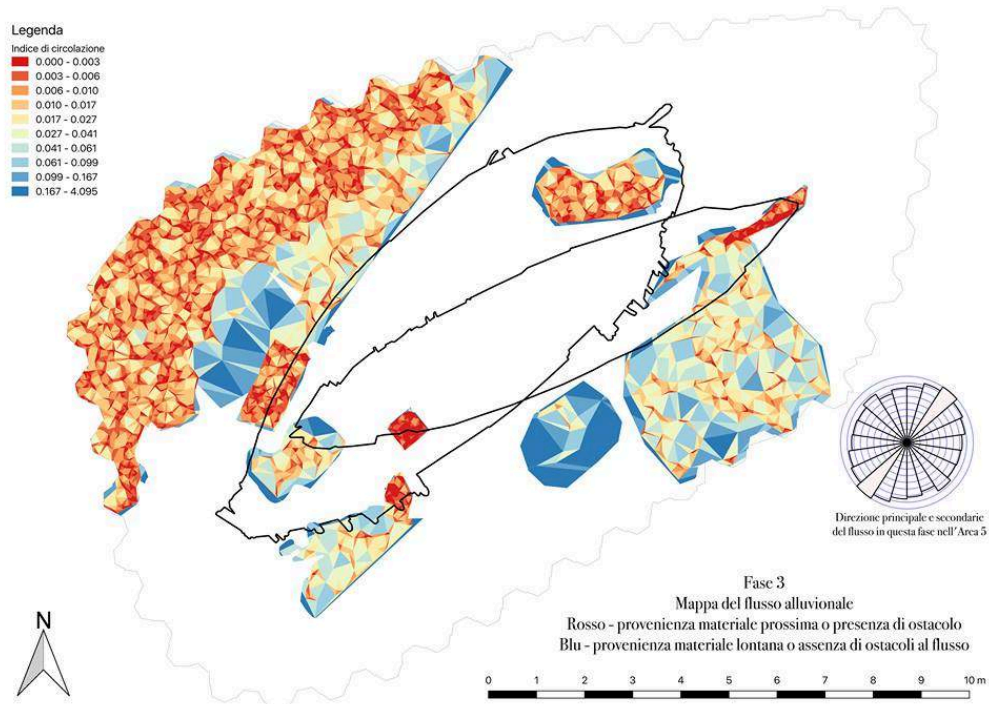 Legenda
Indice di circolazione
0.000 - 0.003
0.003 - 0.006
0.006 - 0.010
0.010 - 0.017
0.017 - 0.027
0.027 - 0.041
0.041 - 0.061
0.061 - 0.099
0.099 - 0.167
0.167 - 4.095
Direzione principale e secondarie
del flusso in questa fase nell'Area 5
Fase 3
Mappa del flusso alluvionale
Rosso - provenienza materiale prossima o presenza di ostacolo
Blu - provenienza materiale lontana o assenza di ostacoli al flusso
N
0 1 2 3 4 5 6 7 8 9 10 m